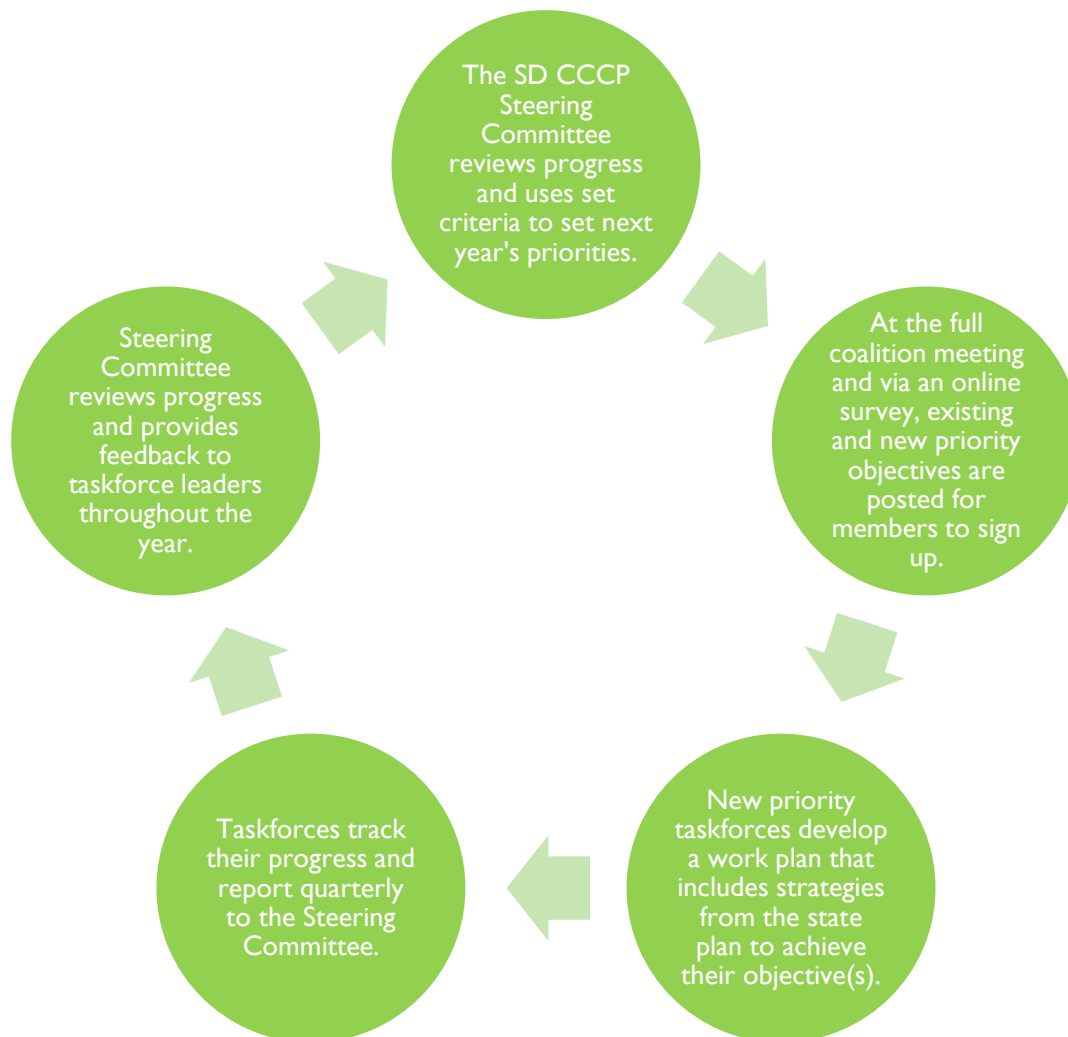 The SD CCCP
Steering
Committee
reviews progress
and uses set
criteria to set next
year's priorities.
At the full
coalition meeting
and via an online
survey, existing
and new priority
objectives are
posted for
members to sign
up.
New priority
taskforces develop
a work plan that
includes strategies
from the state
plan to achieve
their objective(s).
Taskforces track
their progress and
report quarterly
to the Steering
Committee.
Steering
Committee
reviews progress
and provides
feedback to
taskforce leaders
throughout the
year.